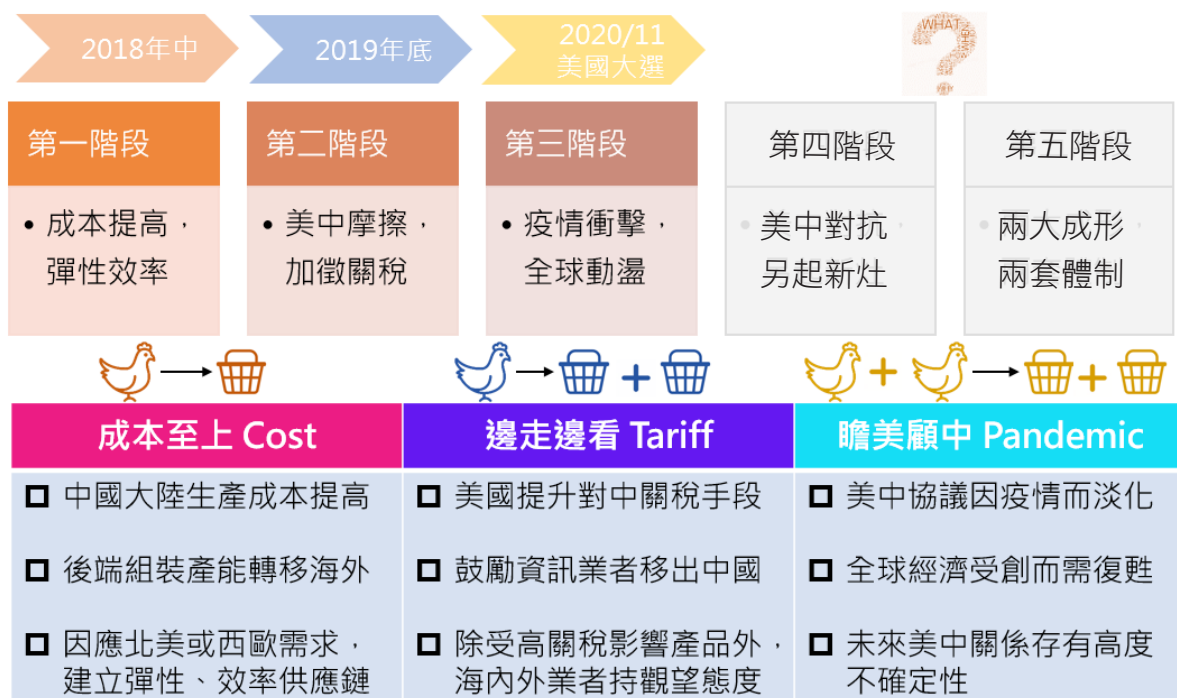 2018年中
2019年底
2020/11
美國大選
WHAT
第一階段
• 成本提高，
彈性效率
第二階段
• 美中摩擦，
加徵關稅
第三階段
• 疫情衝擊，
全球動盪
第四階段
• 美中對抗，
另起新灶
第五階段
• 兩大成形，
兩套體制
成本至上 Cost
中國大陸生產成本提高
後端組裝產能轉移海外
因應北美或西歐需求，
建立彈性、效率供應鏈
邊走邊看 Tariff
美國提升對中關稅手段
鼓勵資訊業者移出中國
除受高關稅影響產品外，
海內外業者持觀望態度
瞻美顧中 Pandemic
美中協議因疫情而淡化
全球經濟受創而需復甦
未來美中關係存有高度
不確定性